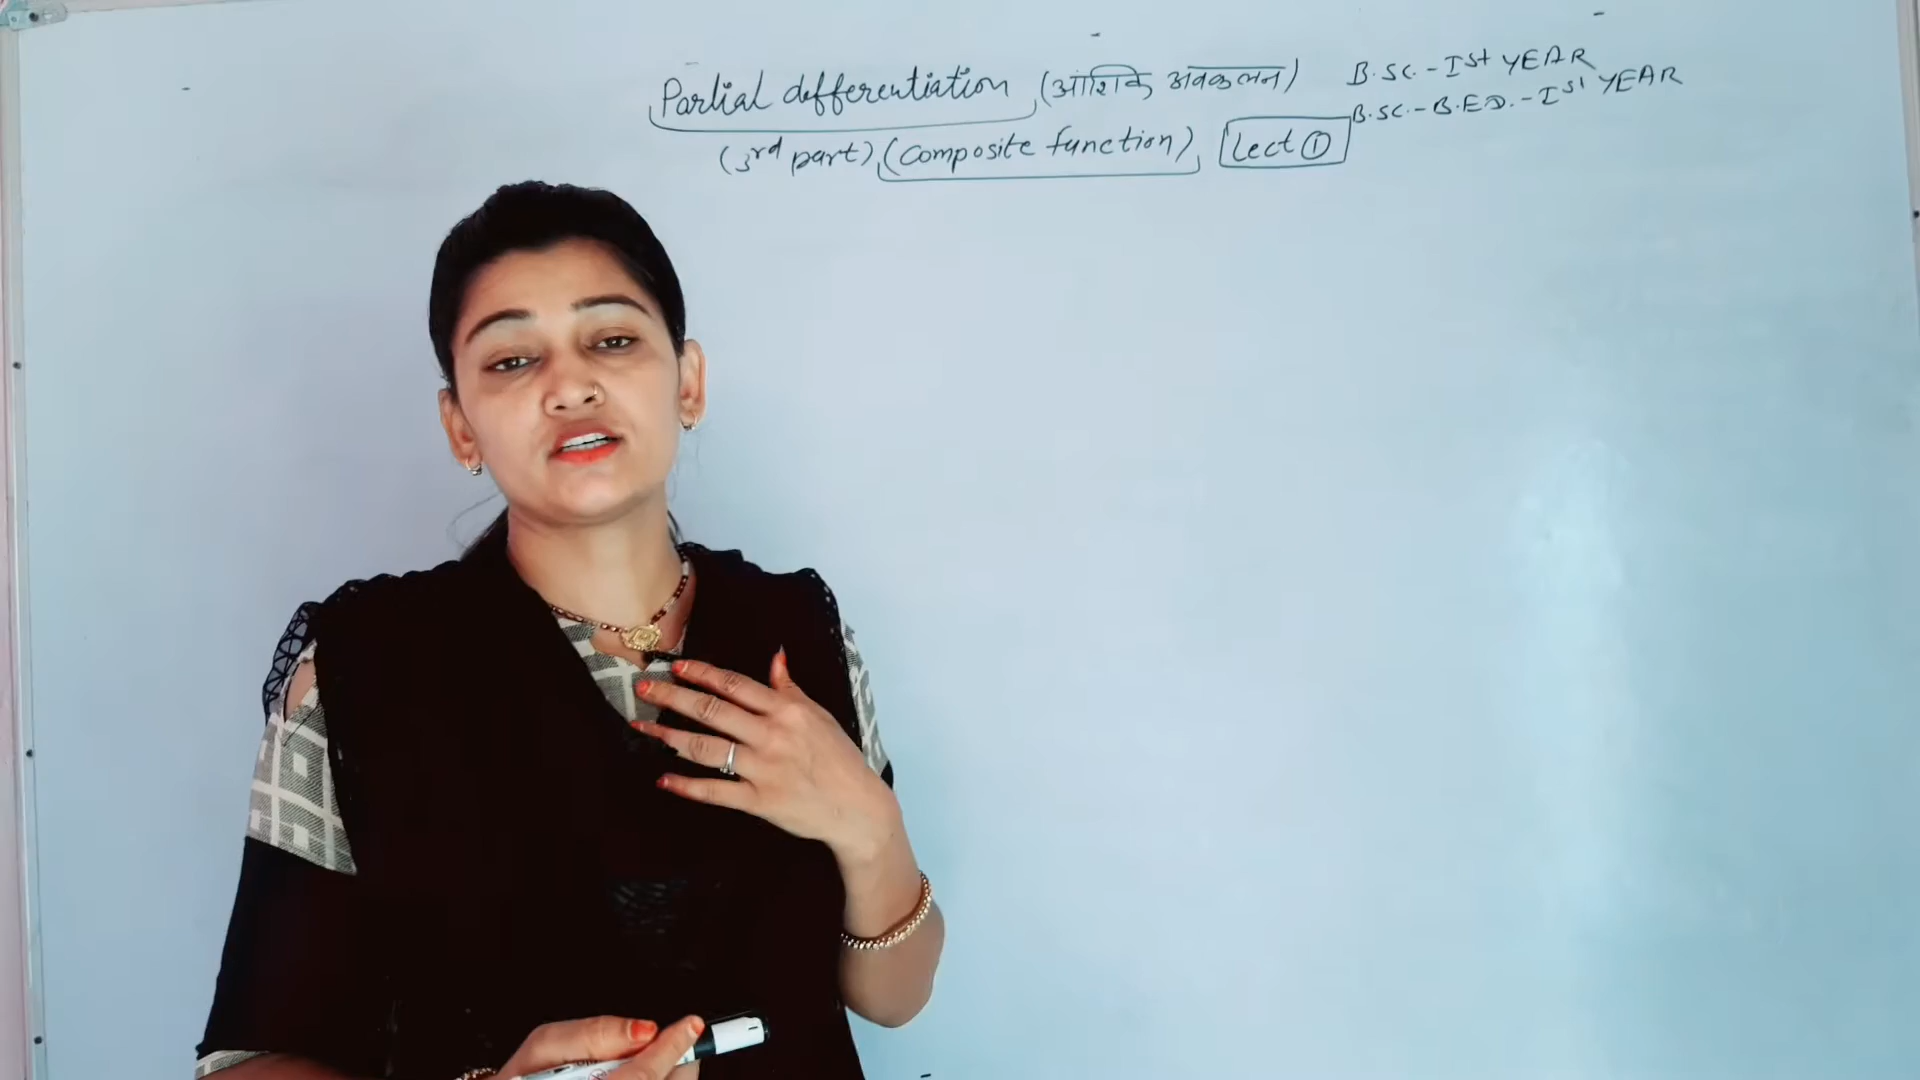 Partial differentiation (आंशिक अवकलन) B.SC.-Ist YEAR
B.SC.-B.ED.-Ist YEAR
(3rd part) (Composite function) Lect ①